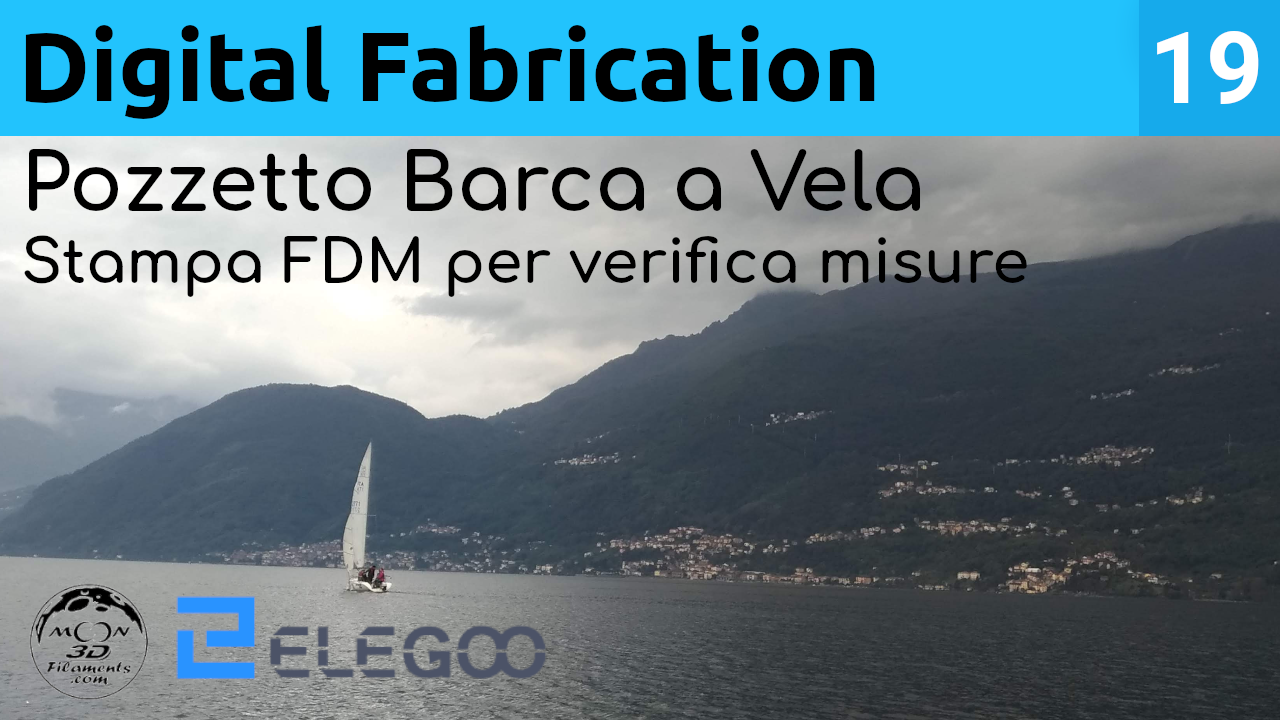 Digital Fabrication
19
Pozzetto Barca a Vela
Stampa FDM per verifica misure
MOON
3D
Filaments
.com
ELEGOO